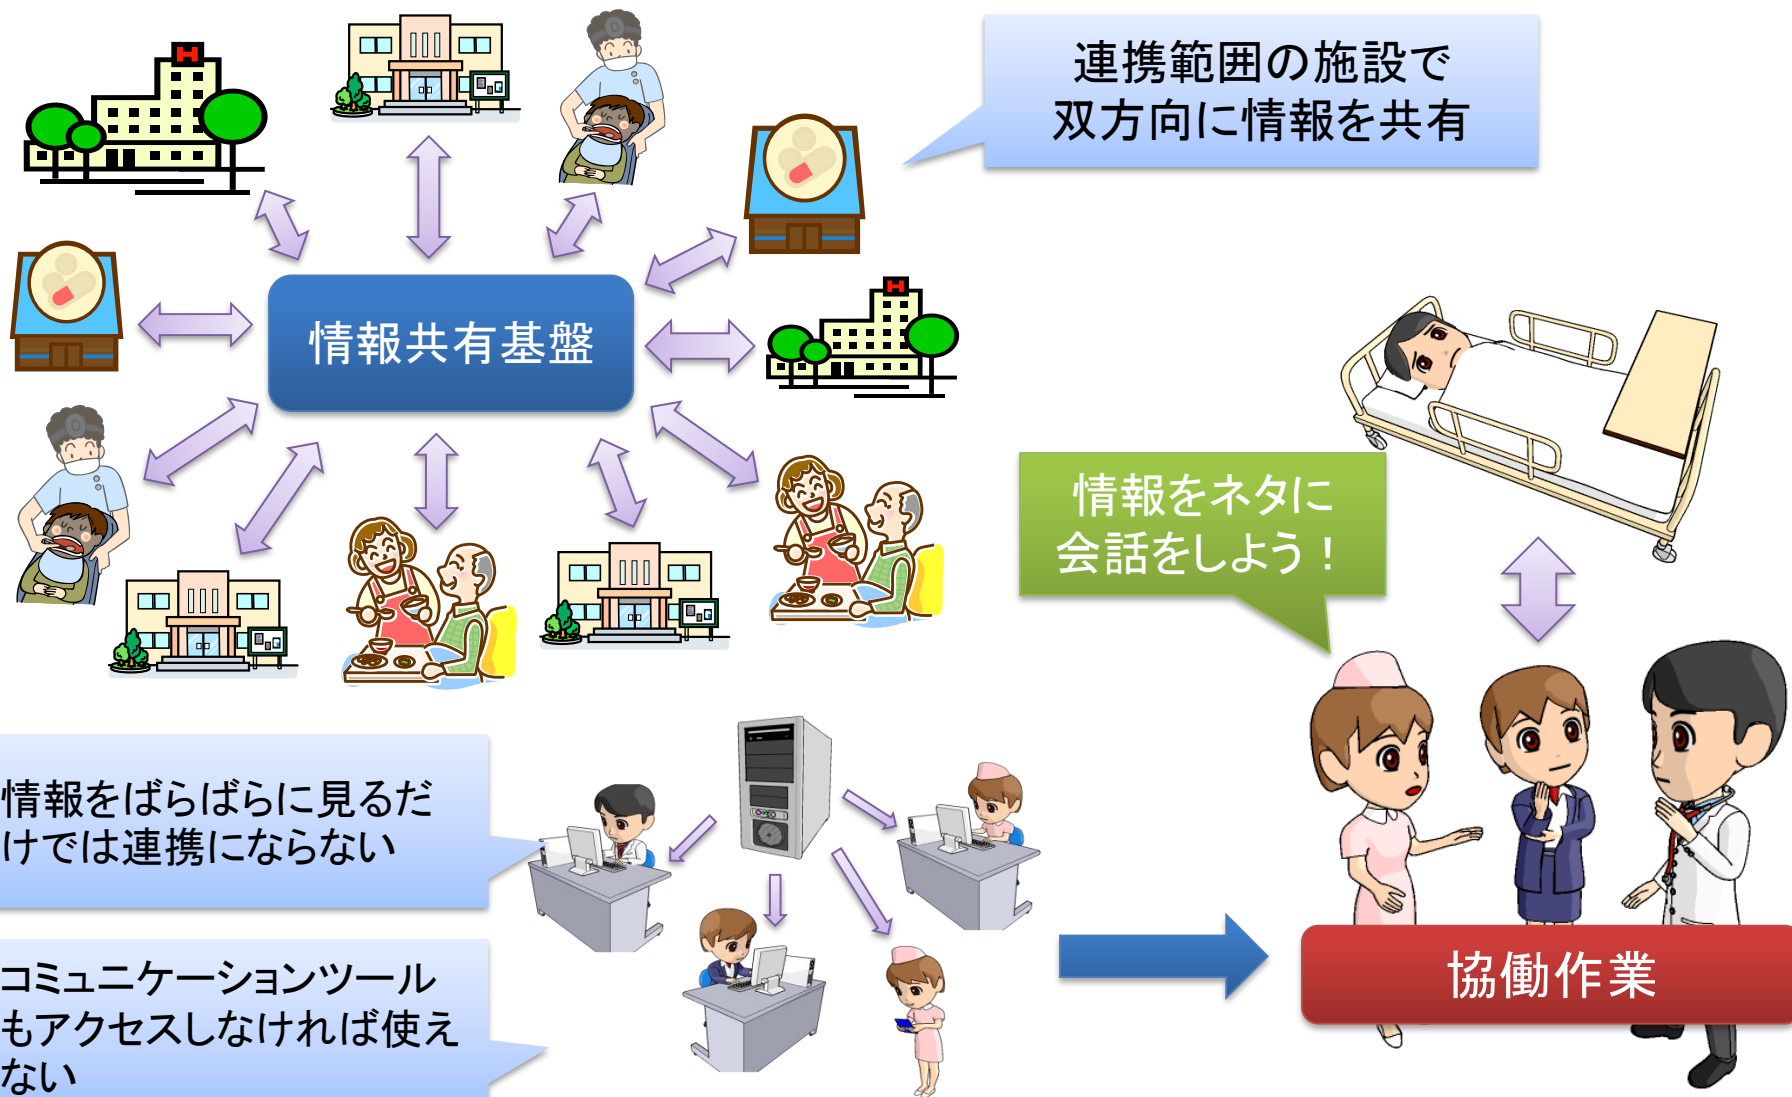 連携範囲の施設で
双方向に情報を共有
H
情報共有基盤
H
情報をネタに
会話をしよう！
情報をばらばらに見るだ
けでは連携にならない
コミュニケーションツール
もアクセスしなければ使え
ない
協働作業